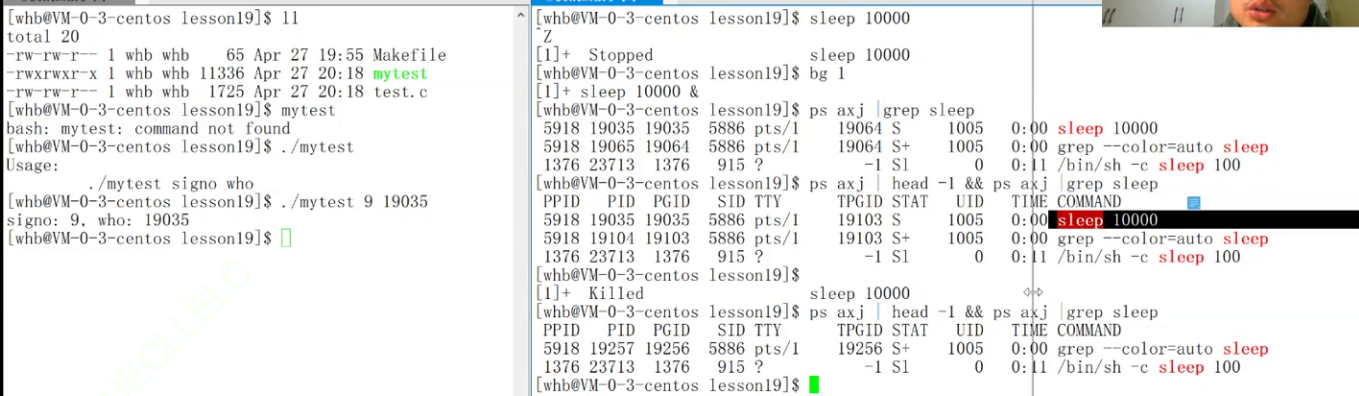 [whb@VM-0-3-centos lesson19]$ ll
total 20
-rw-rw-r-- 1 whb whb    65 Apr 27 19:55 Makefile
-rwxrwxr-x 1 whb whb 11336 Apr 27 20:18 mytest
-rw-rw-r-- 1 whb whb  1725 Apr 27 20:18 test.c
[whb@VM-0-3-centos lesson19]$ mytest
bash: mytest: command not found
[whb@VM-0-3-centos lesson19]$ ./mytest
Usage:
        ./mytest signo who
[whb@VM-0-3-centos lesson19]$ ./mytest 9 19035
signo: 9, who: 19035
[whb@VM-0-3-centos lesson19]$
[whb@VM-0-3-centos lesson19]$ sleep 10000
^Z
[1]+  Stopped                 sleep 10000
[whb@VM-0-3-centos lesson19]$ bg 1
[1]+ sleep 10000 &
[whb@VM-0-3-centos lesson19]$ ps axj |grep sleep
 5918 19035 19035  5886 pts/1    19064 S     1005   0:00 sleep 10000
 5918 19065 19064  5886 pts/1    19064 S+    1005   0:00 grep --color=auto sleep
 1376 23713  1376   915 ?           -1 Sl       0   0:11 /bin/sh -c sleep 100
[whb@VM-0-3-centos lesson19]$ ps axj | head -1 && ps axj |grep sleep
 PPID   PID  PGID   SID TTY      TPGID STAT   UID   TIME COMMAND
 5918 19035 19035  5886 pts/1    19103 S     1005   0:00 sleep 10000
 5918 19104 19103  5886 pts/1    19103 S+    1005   0:00 grep --color=auto sleep
 1376 23713  1376   915 ?           -1 Sl       0   0:11 /bin/sh -c sleep 100
[whb@VM-0-3-centos lesson19]$
[1]+  Killed                  sleep 10000
[whb@VM-0-3-centos lesson19]$ ps axj | head -1 && ps axj |grep sleep
 PPID   PID  PGID   SID TTY      TPGID STAT   UID   TIME COMMAND
 5918 19257 19256  5886 pts/1    19256 S+    1005   0:00 grep --color=auto sleep
 1376 23713  1376   915 ?           -1 Sl       0   0:11 /bin/sh -c sleep 100
[whb@VM-0-3-centos lesson19]$